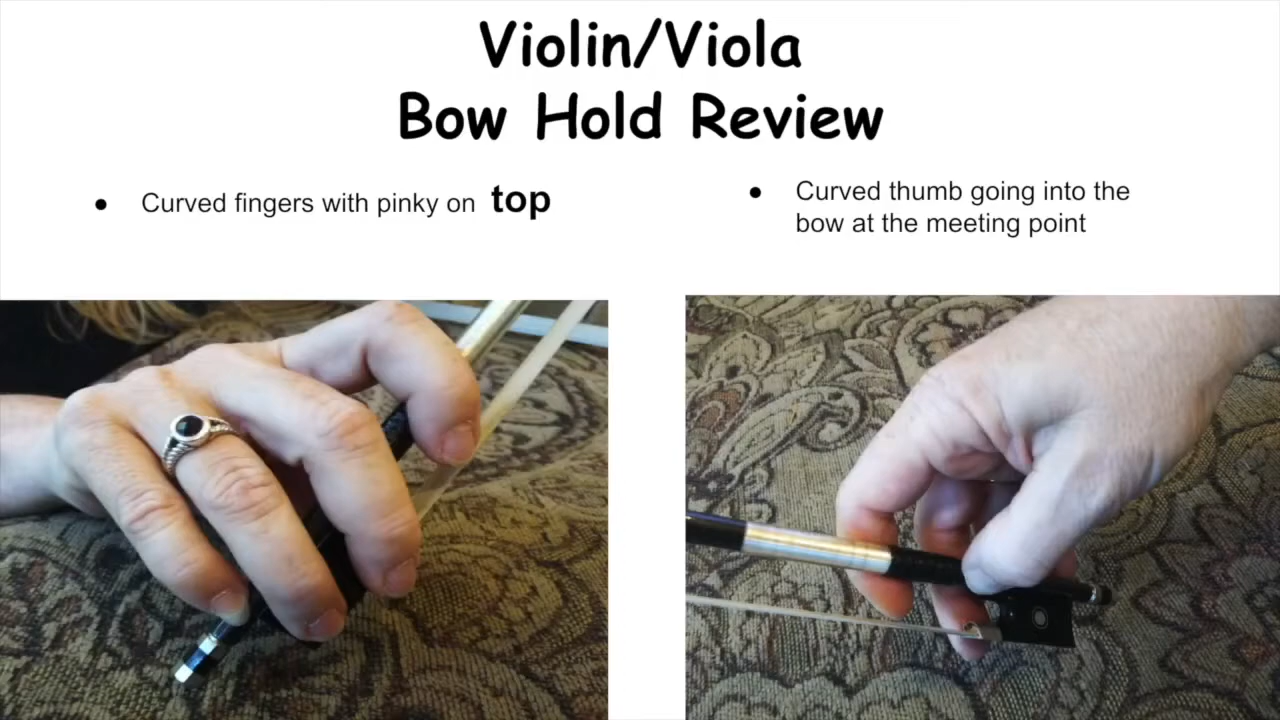 Violin/Viola
Bow Hold Review
• Curved fingers with pinky on top
• Curved thumb going into the
bow at the meeting point